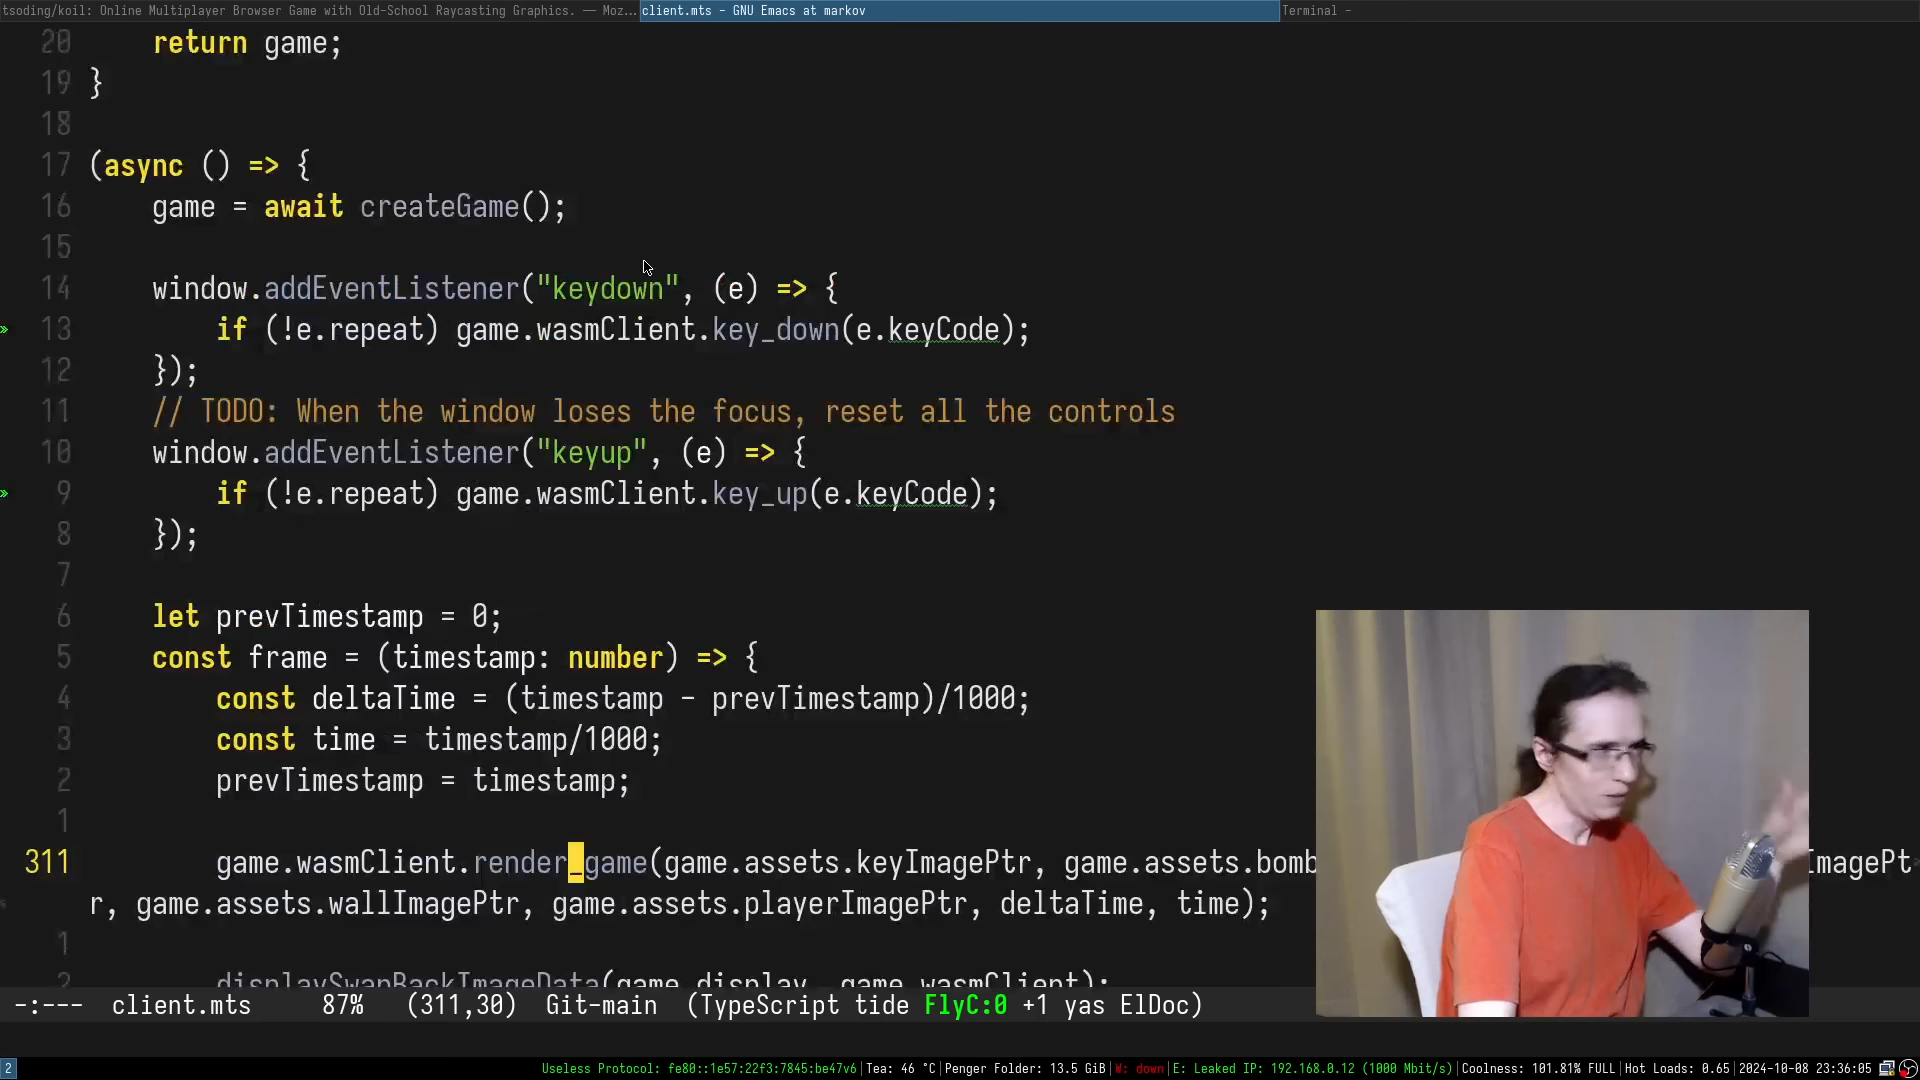 tsoding/koil: Online Multiplayer Browser Game with Old-School Raycasting Graphics. — Moz... client.mts - GNU Emacs at markov Terminal -
20 return game;
19 }
18
17 (async () => {
16 game = await createGame();
15
14 window.addEventListener("keydown", (e) => {
» 13 if (!e.repeat) game.wasmClient.key_down(e.keyCode);
12 });
11 // TODO: When the window loses the focus, reset all the controls
10 window.addEventListener("keyup", (e) => {
» 9 if (!e.repeat) game.wasmClient.key_up(e.keyCode);
8 });
7
6 let prevTimestamp = 0;
5 const frame = (timestamp: number) => {
4 const deltaTime = (timestamp - prevTimestamp)/1000;
3 const time = timestamp/1000;
2 prevTimestamp = timestamp;
1
311 game.wasmClient.render_game(game.assets.keyImagePtr, game.assets.bomb ImagePt
r, game.assets.wallImagePtr, game.assets.playerImagePtr, deltaTime, time);
1
2 displaySwapBackImageData(game.display, game.wasmClient);
-:--- client.mts 87% (311,30) Git-main (TypeScript tide FlyC:0 +1 yas ElDoc)
2 Useless Protocol: fe80::1e57:22f3:7845:be47v6|Tea: 46 °C|Penger Folder: 13.5 GiB|W: down|E: Leaked IP: 192.168.0.12 (1000 Mbit/s)|Coolness: 101.81% FULL|Hot Loads: 0.65|2024-10-08 23:36:05